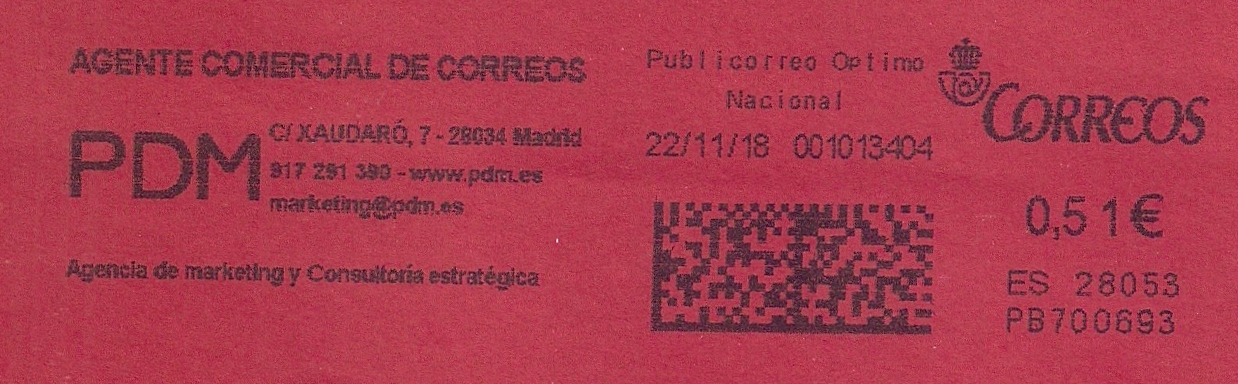 AGENTE COMERCIAL DE CORREOS
PDM
C/ XAUDARÓ, 7 - 28034 Madrid
917 291 390 - www.pdm.es
marketing@pdm.es
Agencia de marketing y Consultoría estratégica
Publicorreo Optimo
Nacional
22/11/18 001013404
CORREOS
0,51€
ES 28053
PB700693